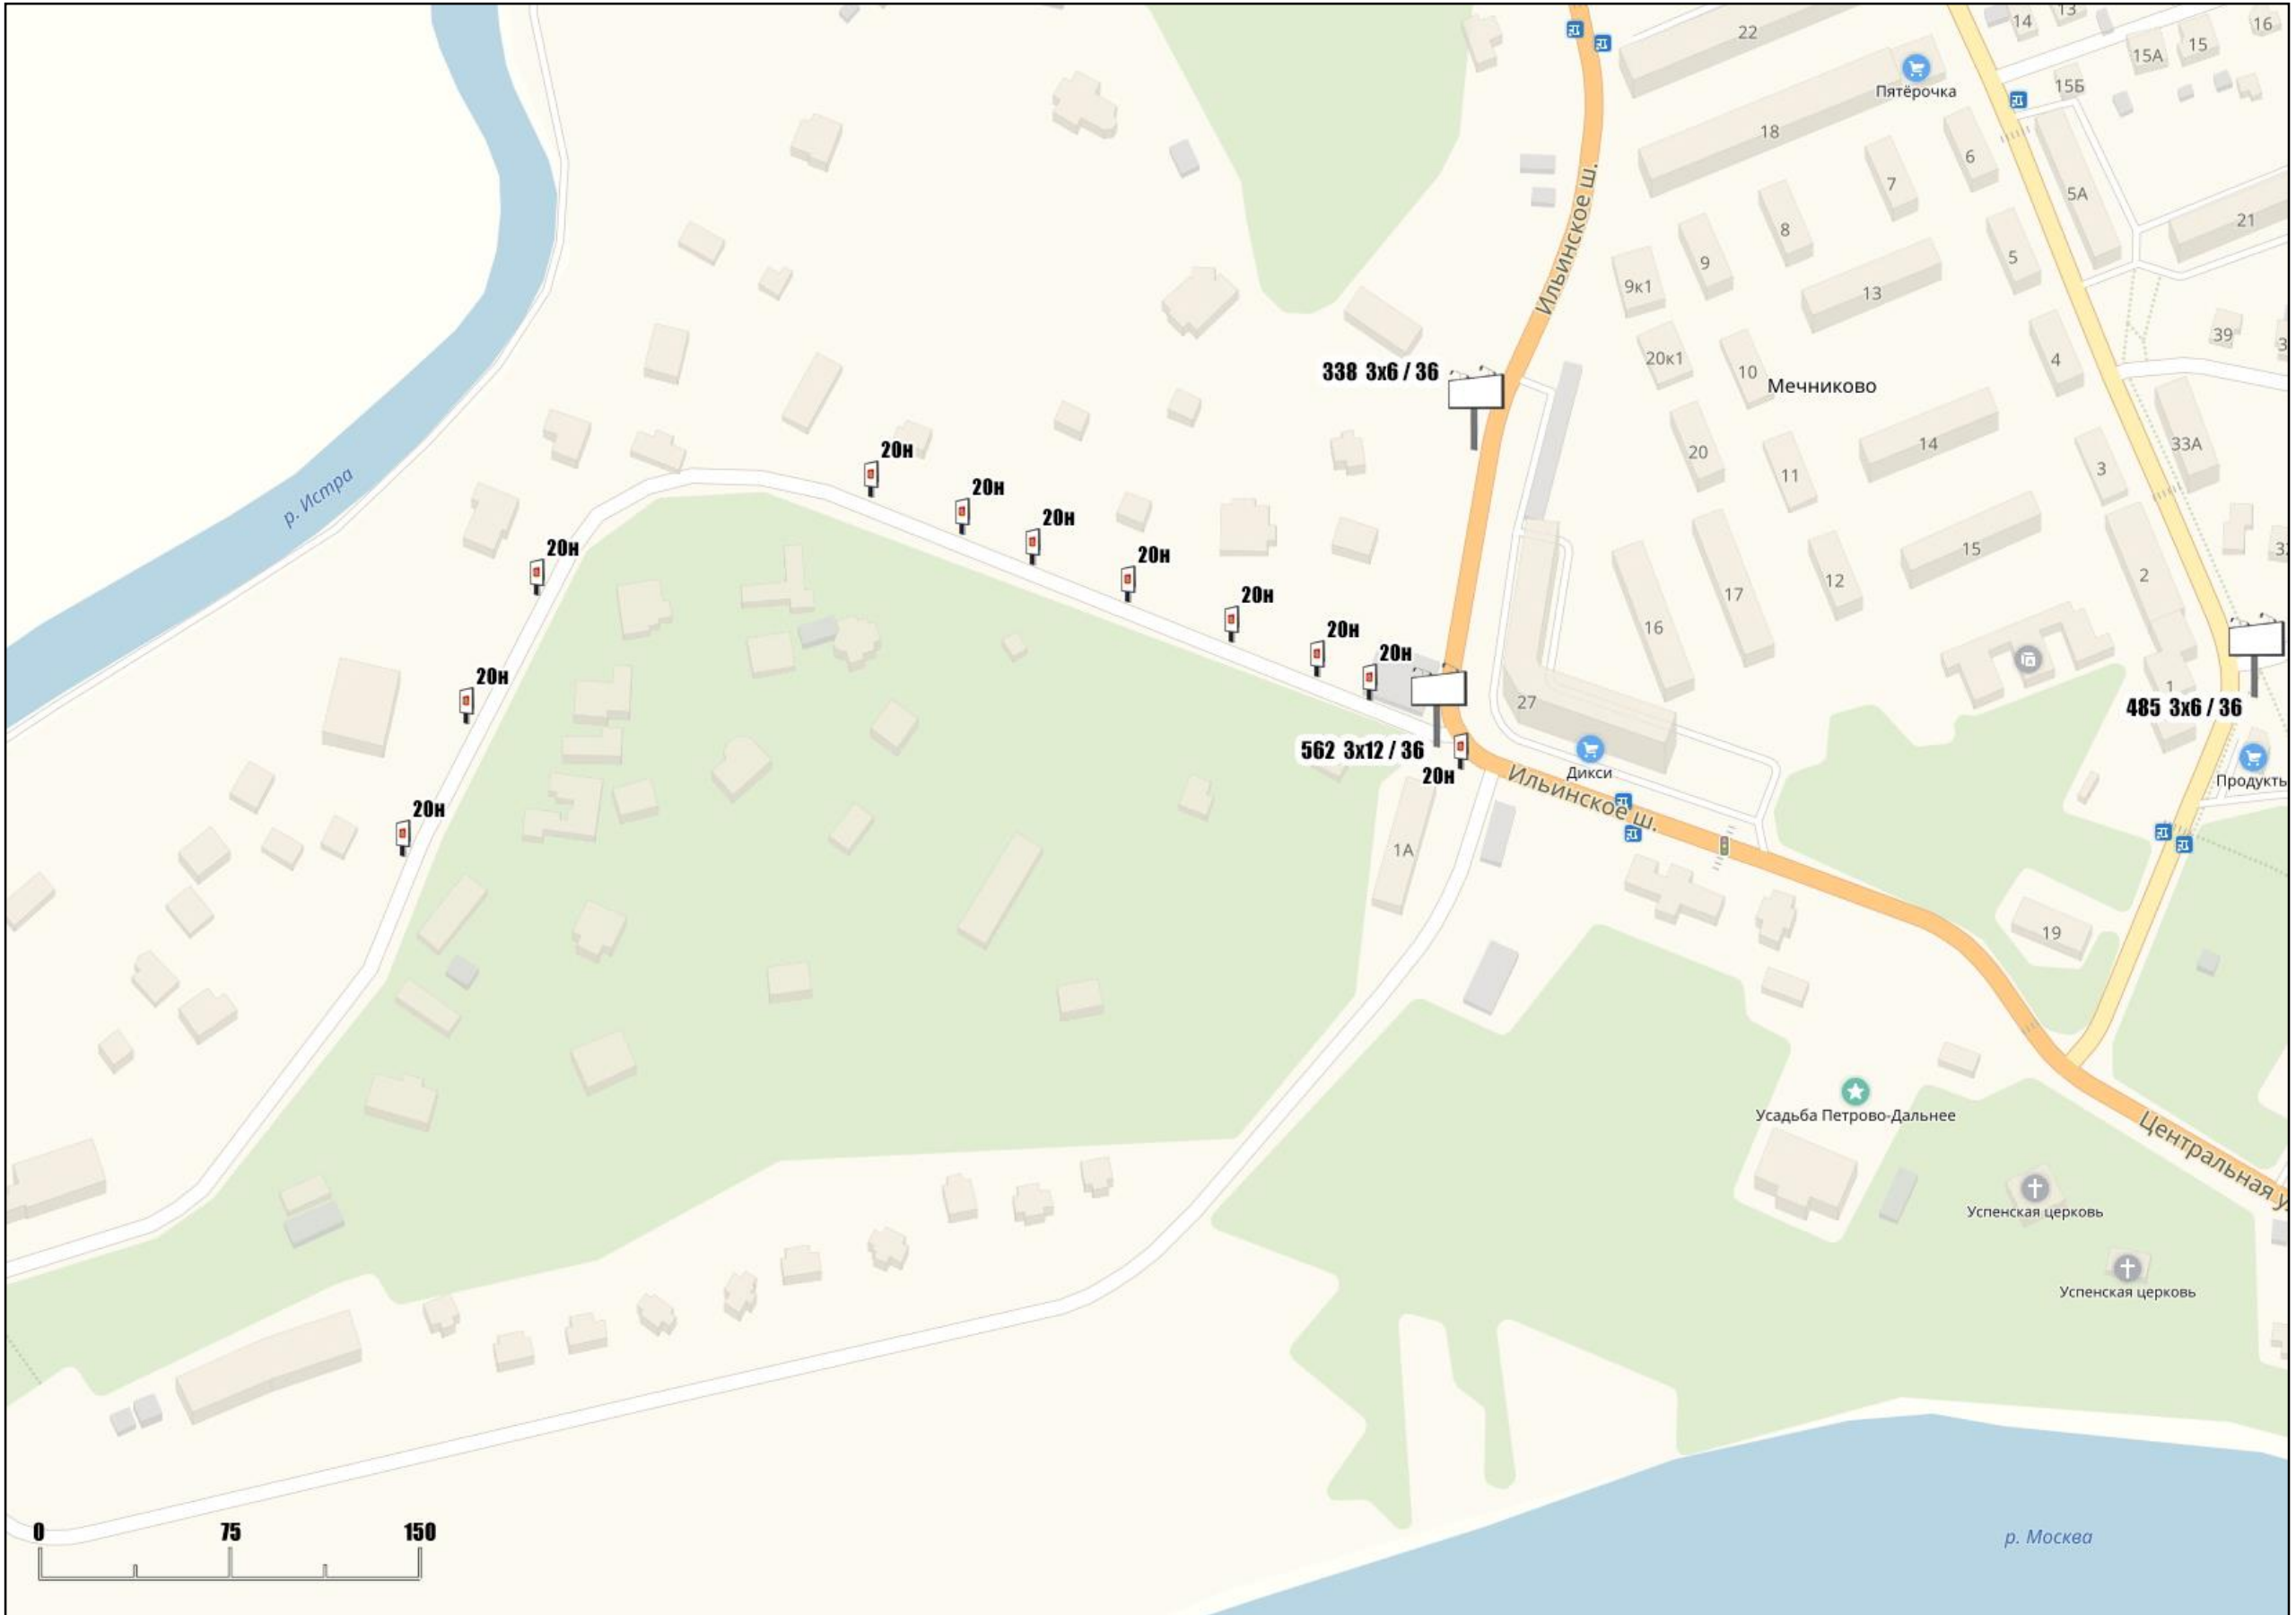 22
14
13
16
15А
15
Пятёрочка
15Б
18
6
7
5А
21
8
Ильинское ш.
9
5
9к1
13
39
338 3х6 / 36
20к1
10
4
Мечниково
20н
14
33А
20
3
11
р. Истра
20н
20н
20н
20н
15
2
12
17
20н
16
20н
20н
20н
1
27
485 3х6 / 36
562 3х12 / 36
20н
Дикси
Ильинское ш.
Продукты
20н
1А
19
Усадьба Петрово-Дальнее
Центральная у
Успенская церковь
Успенская церковь
0 75 150
р. Москва